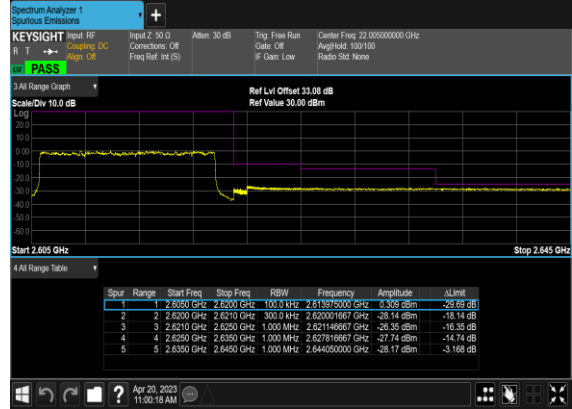 Spectrum Analyzer 1
Spurious Emissions
KEYSIGHT Input: RF Input Z: 50 Ω Atten: 30 dB Trig: Free Run Center Freq: 22.005000000 GHz
R T Coupling: DC Corrections: Off Gate: Off Avg|Hold: 100/100
Align: Off Freq Ref: Int (S) IF Gain: Low Radio Std: None
PASS
3 All Range Graph
Ref Lvl Offset 33.08 dB
Scale/Div 10.0 dB Ref Value 30.00 dBm
Log
20.0
10.0
0.00
-10.0
-20.0
-30.0
-40.0
-50.0
-60.0
Start 2.605 GHz Stop 2.645 GHz
4 All Range Table
Spur Range Start Freq Stop Freq RBW Frequency Amplitude ΔLimit
1 1 2.6050 GHz 2.6200 GHz 100.0 kHz 2.613975000 GHz 0.309 dBm -29.69 dB
2 2 2.6200 GHz 2.6210 GHz 300.0 kHz 2.620001667 GHz -28.14 dBm -18.14 dB
3 3 2.6210 GHz 2.6250 GHz 1.000 MHz 2.621146667 GHz -26.35 dBm -16.35 dB
4 4 2.6250 GHz 2.6350 GHz 1.000 MHz 2.627816667 GHz -27.74 dBm -14.74 dB
5 5 2.6350 GHz 2.6450 GHz 1.000 MHz 2.644050000 GHz -28.17 dBm -3.168 dB
? Apr 20, 2023
11:00:18 AM